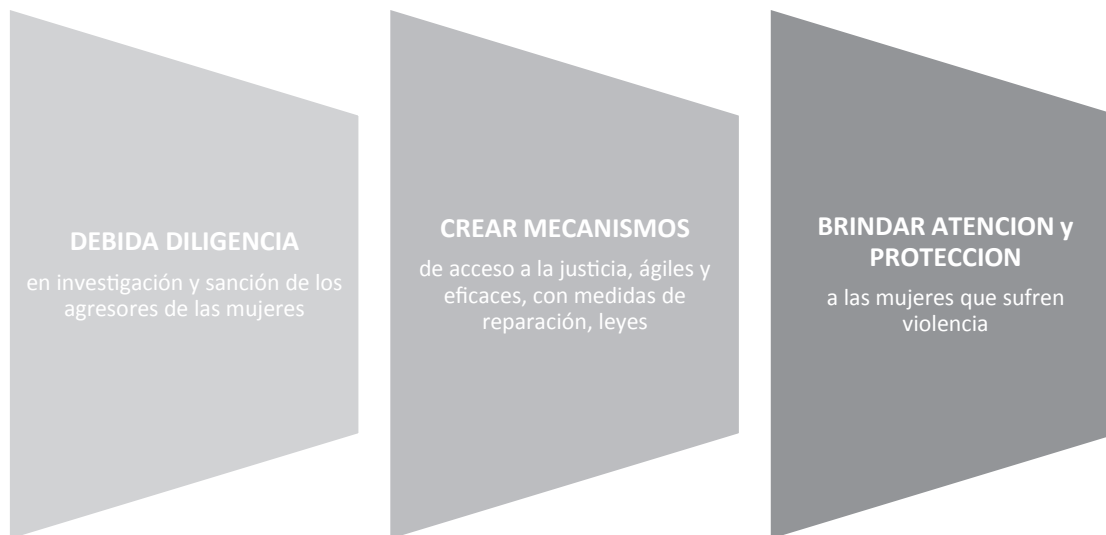 DEBIDA DILIGENCIA
en investigación y sanción de los
agresores de las mujeres
CREAR MECANISMOS
de acceso a la justicia, ágiles y
eficaces, con medidas de
reparación, leyes
BRINDAR ATENCION y
PROTECCION
a las mujeres que sufren
violencia